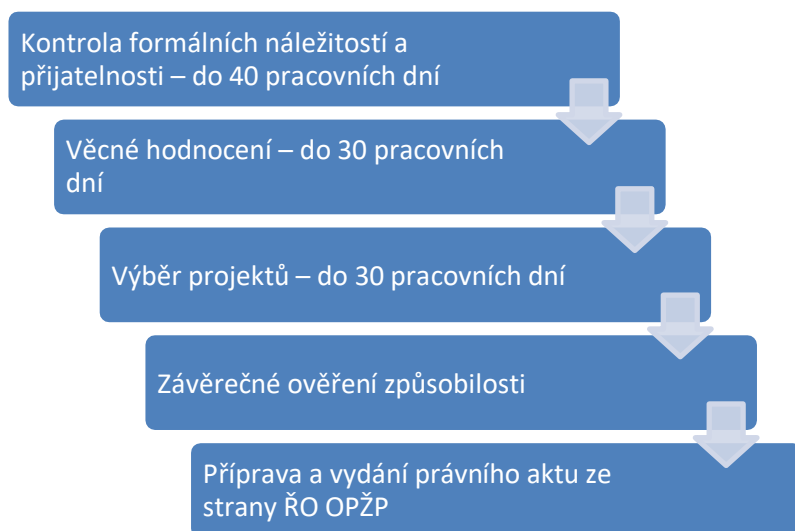 Kontrola formálních náležitostí a
přijatelnosti – do 40 pracovních dní
Věcné hodnocení – do 30 pracovních
dní
Výběr projektů – do 30 pracovních dní
Závěrečné ověření způsobilosti
Příprava a vydání právního aktu ze
strany ŘO OPŽP